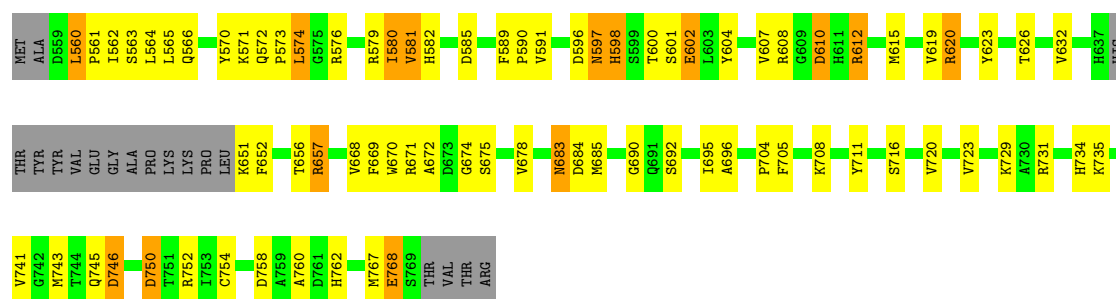 MET ALA D559 L560 P561 I562 S563 L564 L565 Q566 Y570 K571 Q572 P573 L574 G575 R576 R579 I580 V581 H582 D585 F589 P590 V591 D596 N597 H598 S599 T600 S601 E602 L603 Y604 V607 R608 G609 D610 H611 R612 M615 V619 R620 Y623 T626 V632 H637
THR TYR TYR VAL GLU GLY ALA PRO LYS LYS PRO LEU K651 F652 T656 R657 V668 F669 W670 R671 A672 D673 G674 S675 V678 N683 D684 M685 G690 Q691 S692 I695 A696 P704 F705 K708 Y711 S716 V720 V723 K729 A730 R731 H734 K735
V741 G742 M743 T744 Q745 D746 D750 T751 R752 I753 C754 D758 A759 A760 D761 H762 M767 E768 S769 THR VAL THR ARG